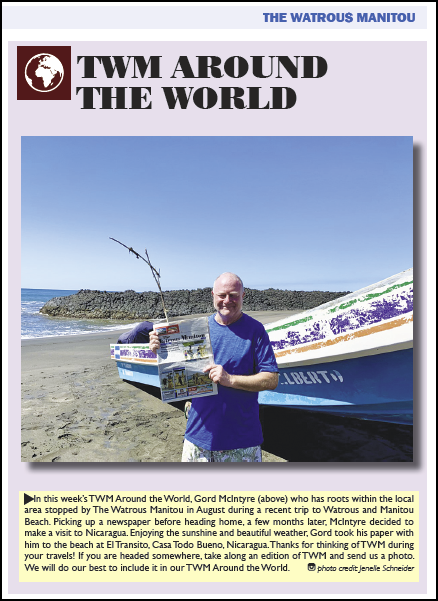 THE WATROUS MANITOU
TWM AROUND
THE WORLD
LBERT
In this week's TWM Around the World, Gord McIntyre (above) who has roots within the local
area stopped by The Watrous Manitou in August during a recent trip to Watrous and Manitou
Beach. Picking up a newspaper before heading home, a few months later, McIntyre decided to
make a visit to Nicaragua. Enjoying the sunshine and beautiful weather, Gord took his paper with
him to the beach at El Transito, Casa Todo Bueno, Nicaragua. Thanks for thinking of TWM during
your travels! If you are headed somewhere, take along an edition of TWM and send us a photo.
We will do our best to include it in our TWM Around the World. photo credit: Jenelle Schneider